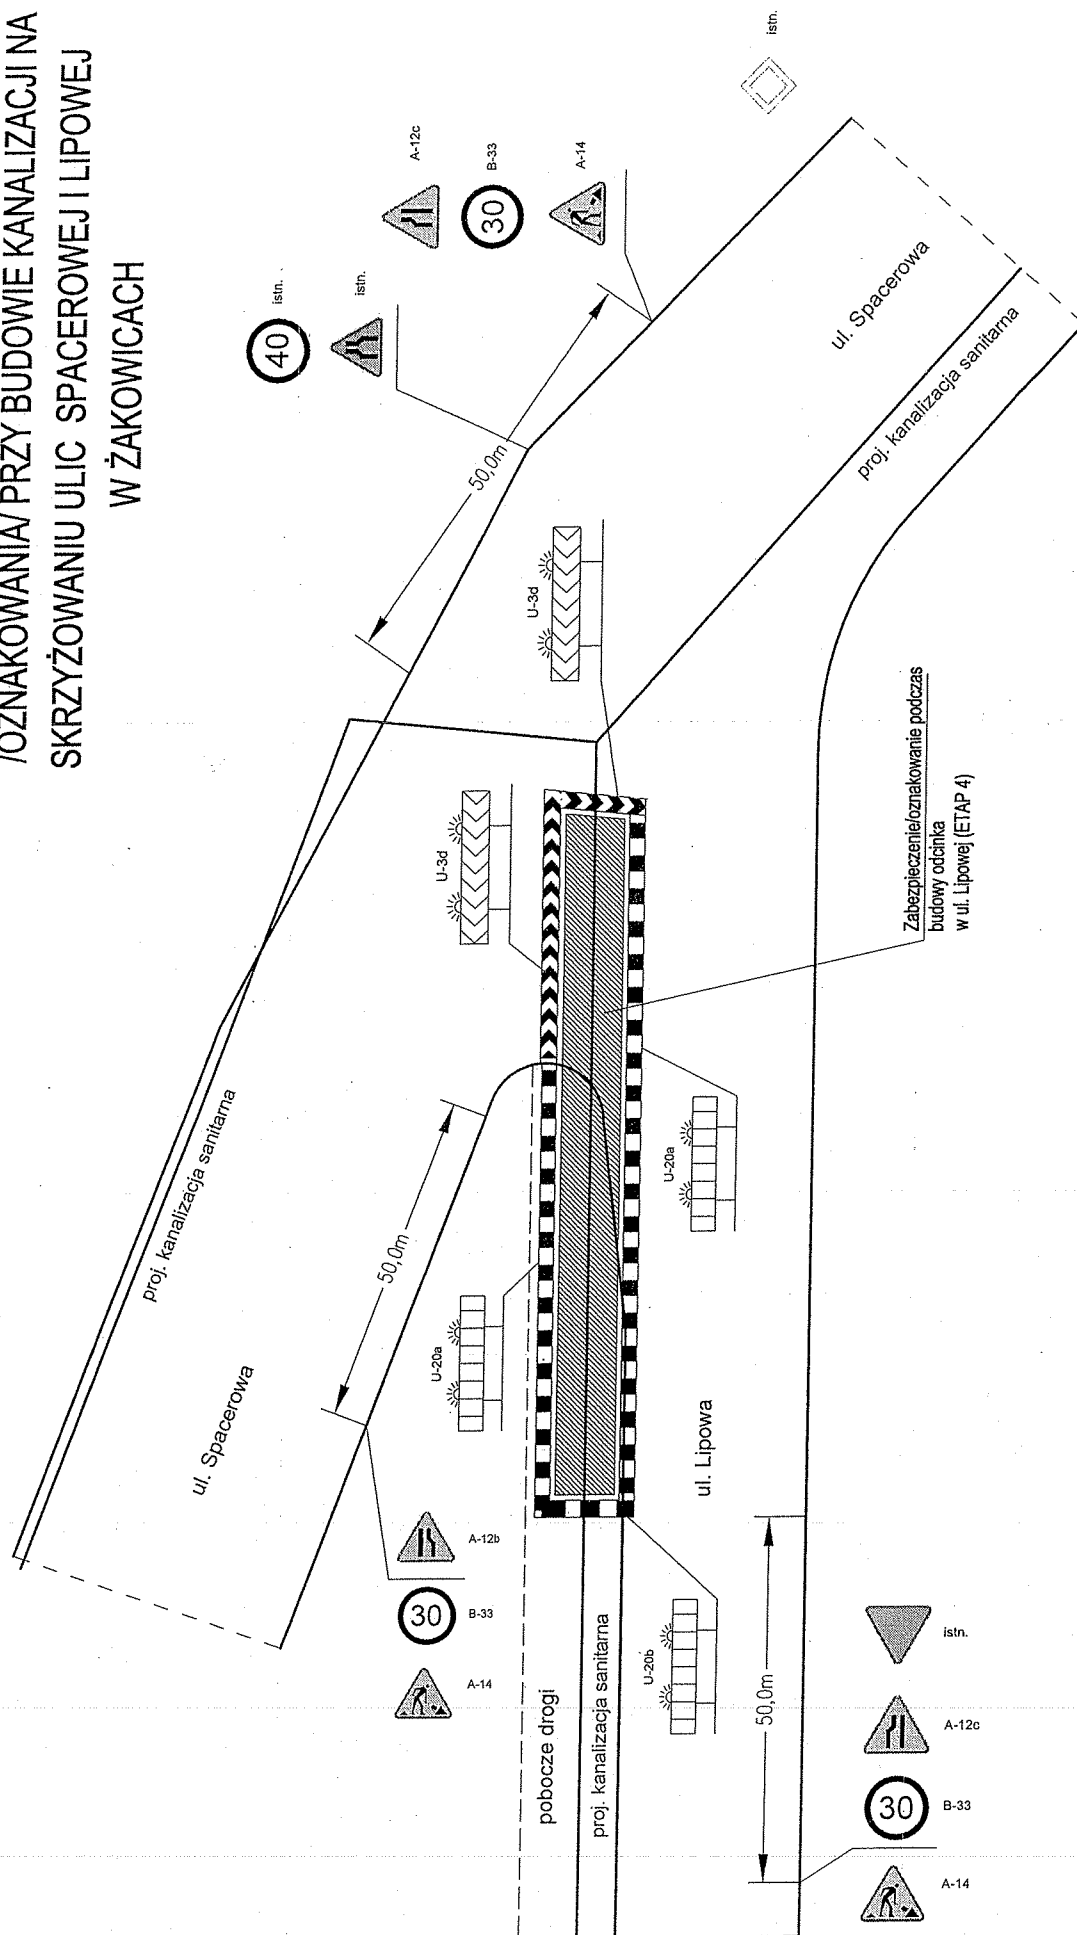 /OZNAKOWANIA/ PRZY BUDOWIE KANALIZACJI NA
SKRZYŻOWANIU ULIC SPACEROWEJ I LIPOWEJ
W ŻAKOWICACH
istn.
A-12c
30
B-33
A-14
40
istn.
istn.
50,0m
ul. Spacerowa
proj. kanalizacja sanitarna
U-3d
U-3d
Zabezpieczenie/oznakowanie podczas
budowy odcinka
w ul. Lipowej (ETAP 4)
proj. kanalizacja sanitarna
50,0m
ul. Spacerowa
U-20a
U-20a
ul. Lipowa
A-12b
30
B-33
A-14
pobocze drogi
proj. kanalizacja sanitarna
U-20b
50,0m
istn.
A-12c
30
B-33
A-14